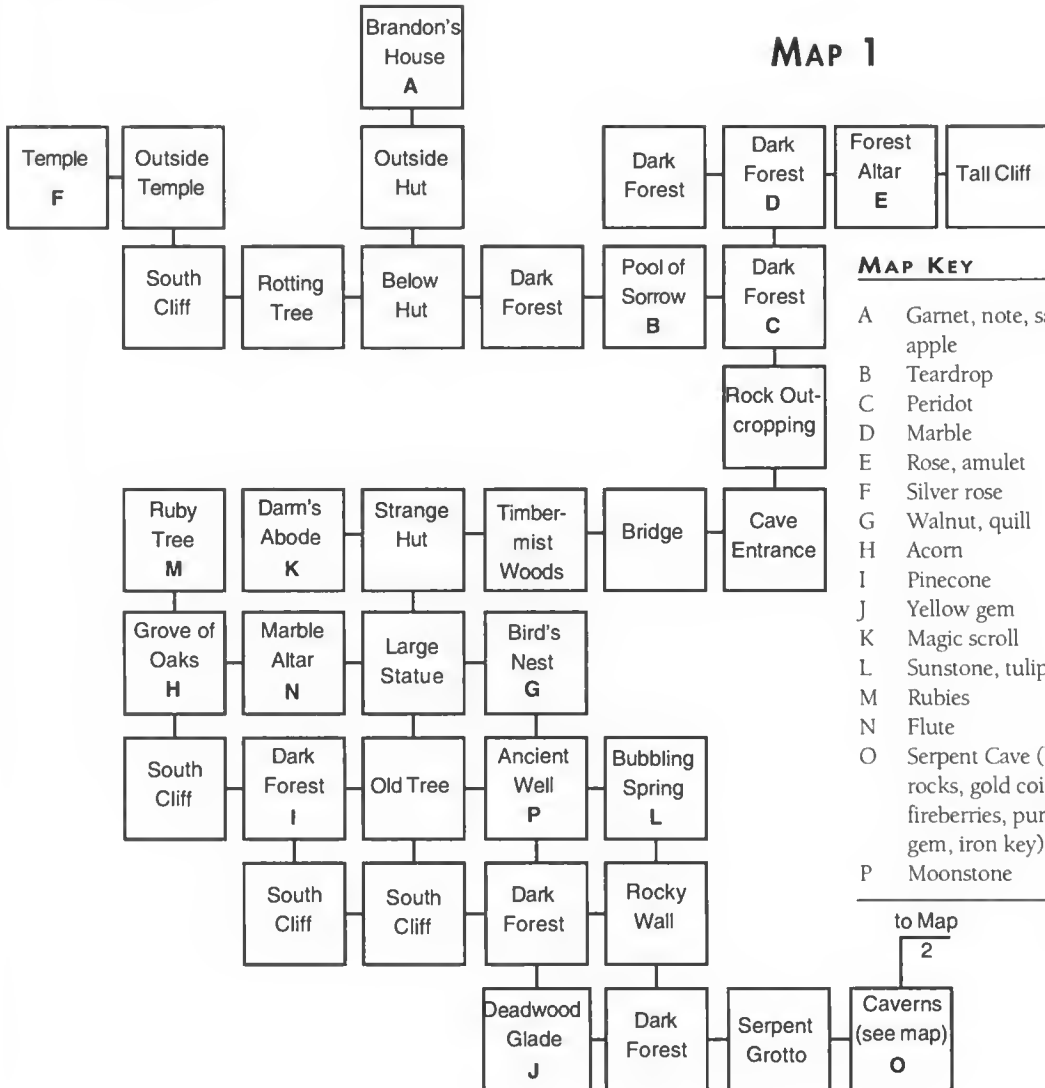 MAP 1
Brandon's
House
A
Temple
F
Outside
Temple
Outside
Hut
Dark
Forest
Dark
Forest
D
Forest
Altar
E
Tall Cliff
South
Cliff
Rotting
Tree
Below
Hut
Dark
Forest
Pool of
Sorrow
B
Dark
Forest
C
Rock Out-
cropping
Ruby
Tree
M
Darm's
Abode
K
Strange
Hut
Timber-
mist
Woods
Bridge
Cave
Entrance
Grove of
Oaks
H
Marble
Altar
N
Large
Statue
Bird's
Nest
G
South
Cliff
Dark
Forest
I
Old Tree
Ancient
Well
P
Bubbling
Spring
L
South
Cliff
South
Cliff
Dark
Forest
Rocky
Wall
Deadwood
Glade
J
Dark
Forest
Serpent
Grotto
Caverns
(see map)
O
to Map
2
MAP KEY
A Garnet, note,
apple
B Teardrop
C Peridot
D Marble
E Rose, amulet
F Silver rose
G Walnut, quill
H Acorn
I Pinecone
J Yellow gem
K Magic scroll
L Sunstone, tulip
M Rubies
N Flute
O Serpent Cave (
rocks, gold coi
fireberries, pur
gem, iron key)
P Moonstone